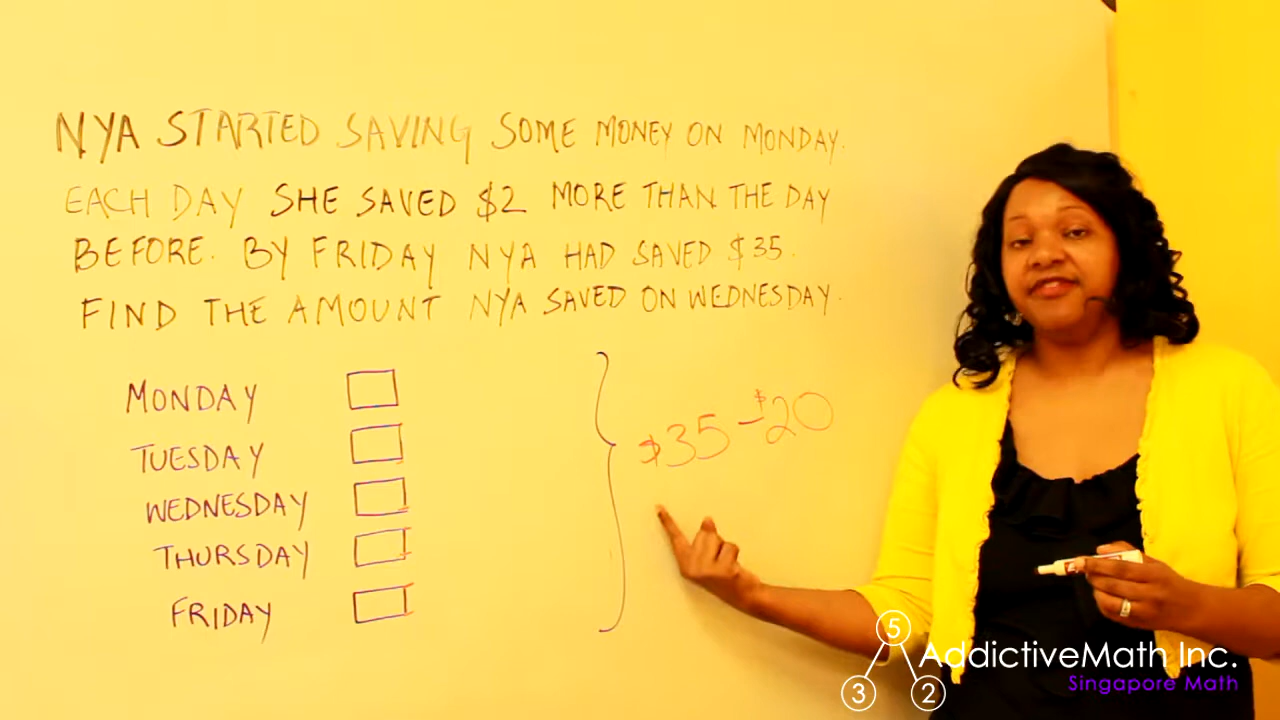 NYA STARTED SAVING SOME MONEY ON MONDAY.
EACH DAY SHE SAVED $2 MORE THAN THE DAY
BEFORE. BY FRIDAY NYA HAD SAVED $35.
FIND THE AMOUNT NYA SAVED ON WEDNESDAY.
MONDAY
TUESDAY
WEDNESDAY
THURSDAY
FRIDAY
$35 - $20
5
3 2
AddictiveMath Inc.
Singapore Math